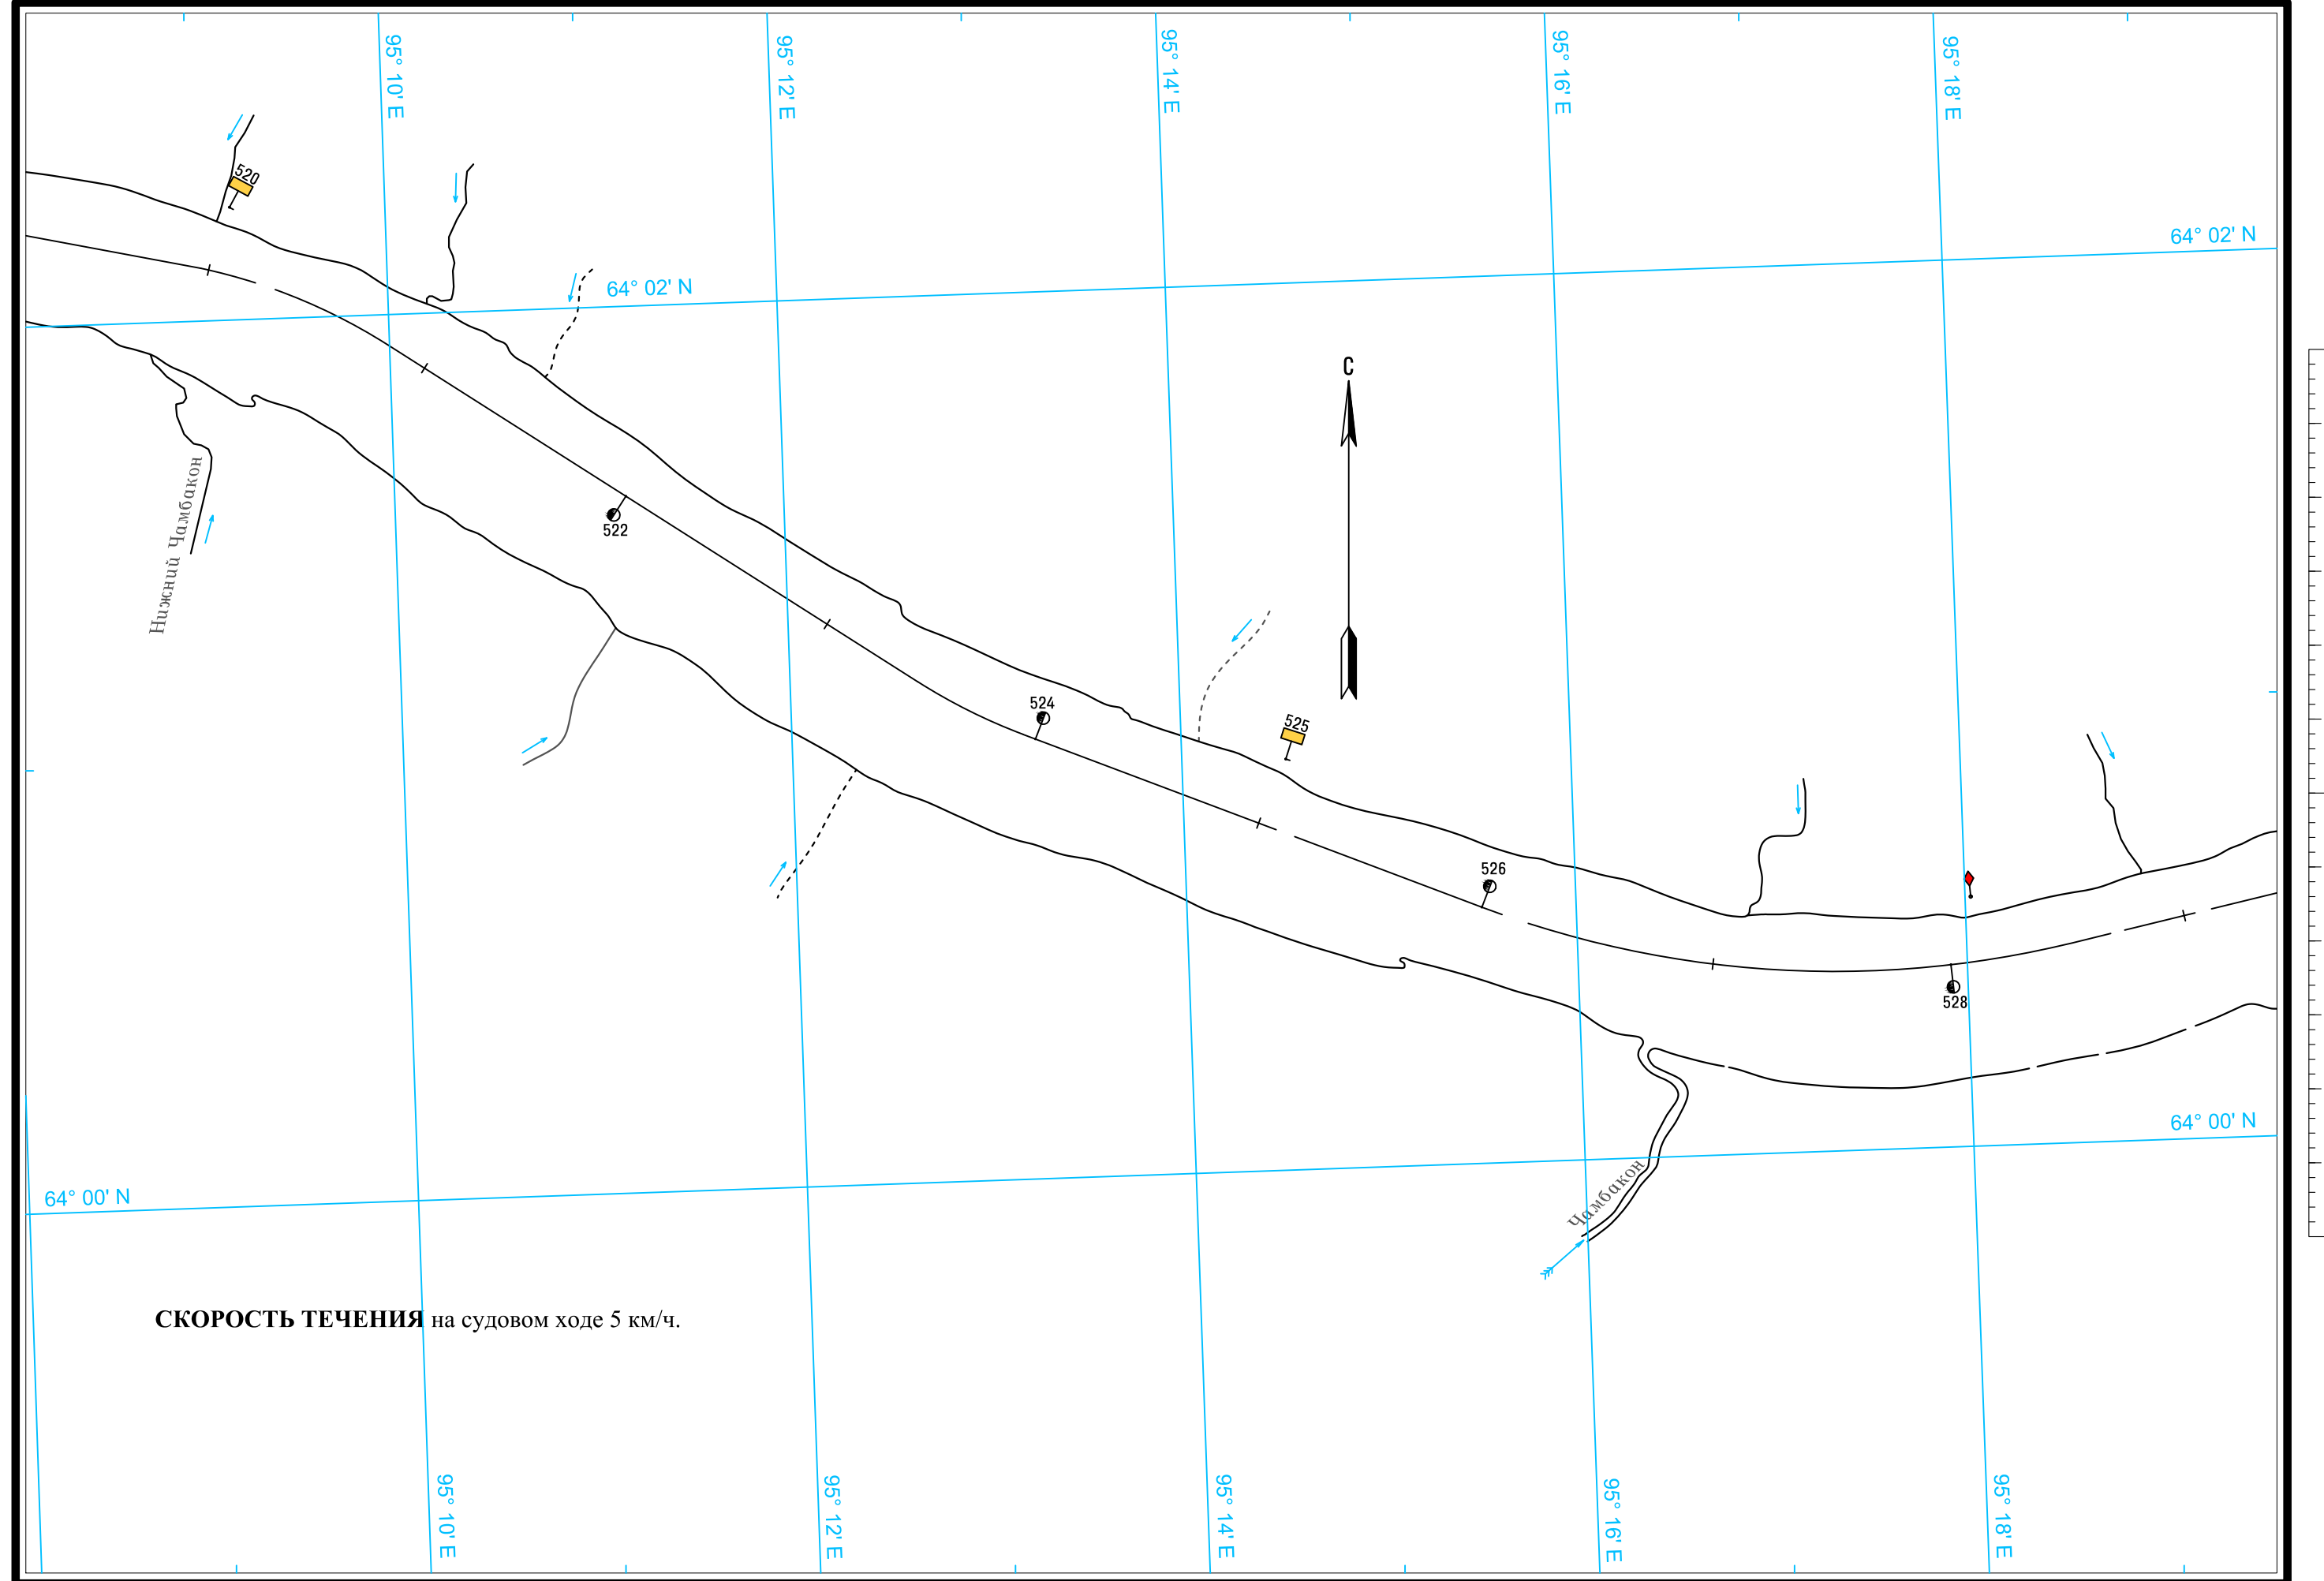 95° 10' E
95° 12' E
95° 14' E
95° 16' E
95° 18' E
520
64° 02' N
64° 02' N
С
Нижний Чамбакон
522
524
525
526
528
64° 00' N
64° 00' N
Чамбакон
СКОРОСТЬ ТЕЧЕНИЯ на судовом ходе 5 км/ч.
95° 10' E
95° 12' E
95° 14' E
95° 16' E
95° 18' E